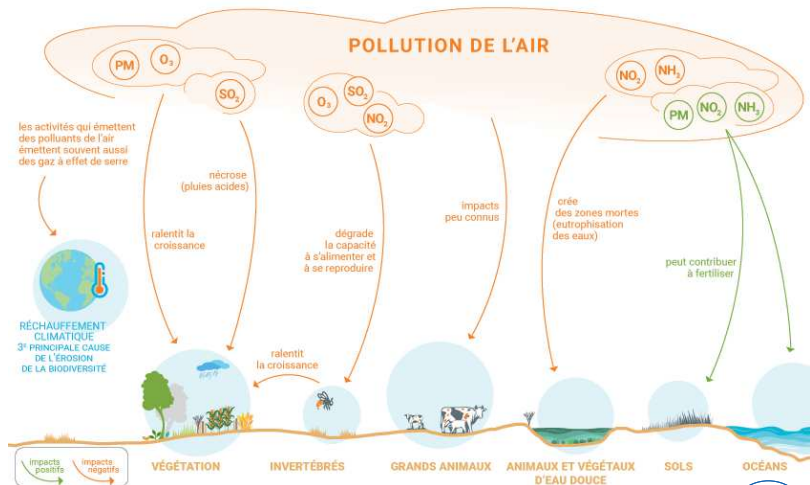 POLLUTION DE L'AIR
PM
O₃
SO₂
O₃
SO₂
NO₂
NO₂
NH₃
PM
NO₂
NH₃
les activités qui émettent
des polluants de l'air
émettent souvent aussi
des gaz à effet de serre
ralentit la
croissance
nécrose
(pluies acides)
dégrade
la capacité
à s'alimenter et
à se reproduire
impacts
peu connus
crée
des zones mortes
(eutrophisation
des eaux)
peut contribuer
à fertiliser
RÉCHAUFFEMENT
CLIMATIQUE
3ᵉ PRINCIPALE CAUSE
DE L'ÉROSION
DE LA BIODIVERSITÉ
ralentit
la croissance
impacts
positifs
impacts
négatifs
VÉGÉTATION
INVERTÉBRÉS
GRANDS ANIMAUX
ANIMAUX ET VÉGÉTAUX
D'EAU DOUCE
SOLS
OCÉANS